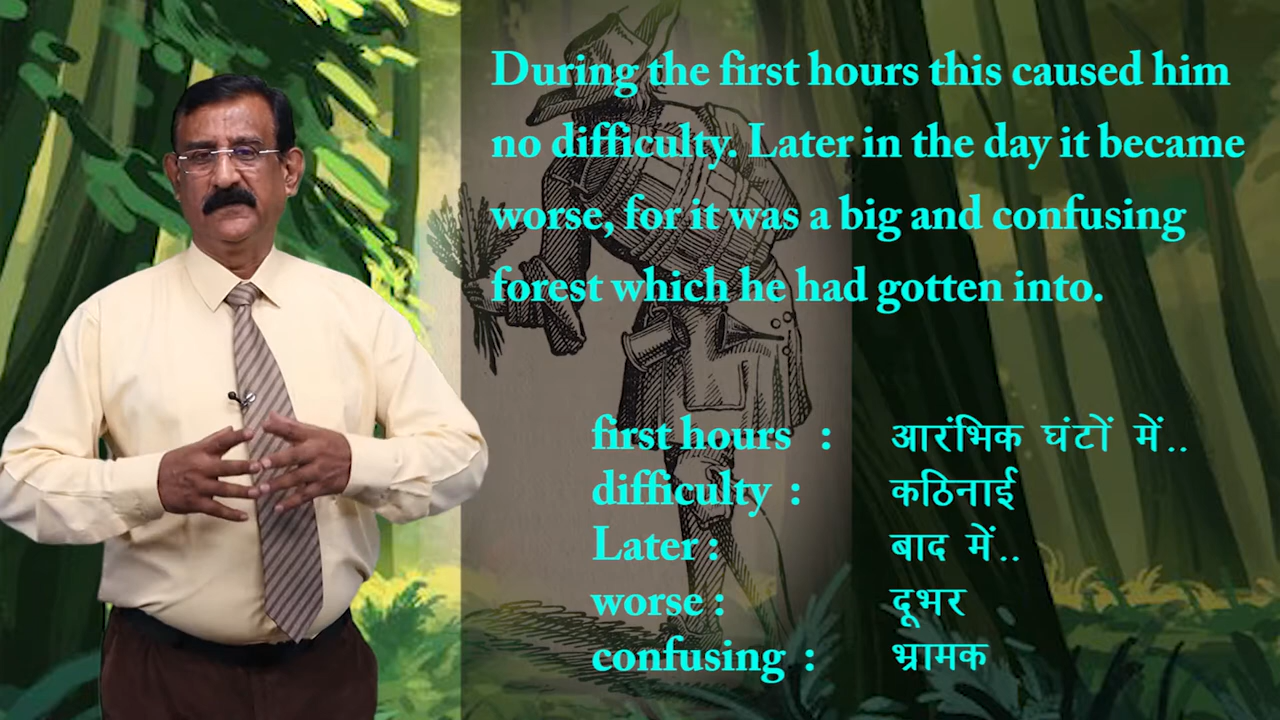 During the first hours this caused him
no difficulty. Later in the day it became
worse, for it was a big and confusing
forest which he had gotten into.
first hours : आरंभिक घंटों में..
difficulty : कठिनाई
Later : बाद में..
worse : दूभर
confusing : भ्रामक